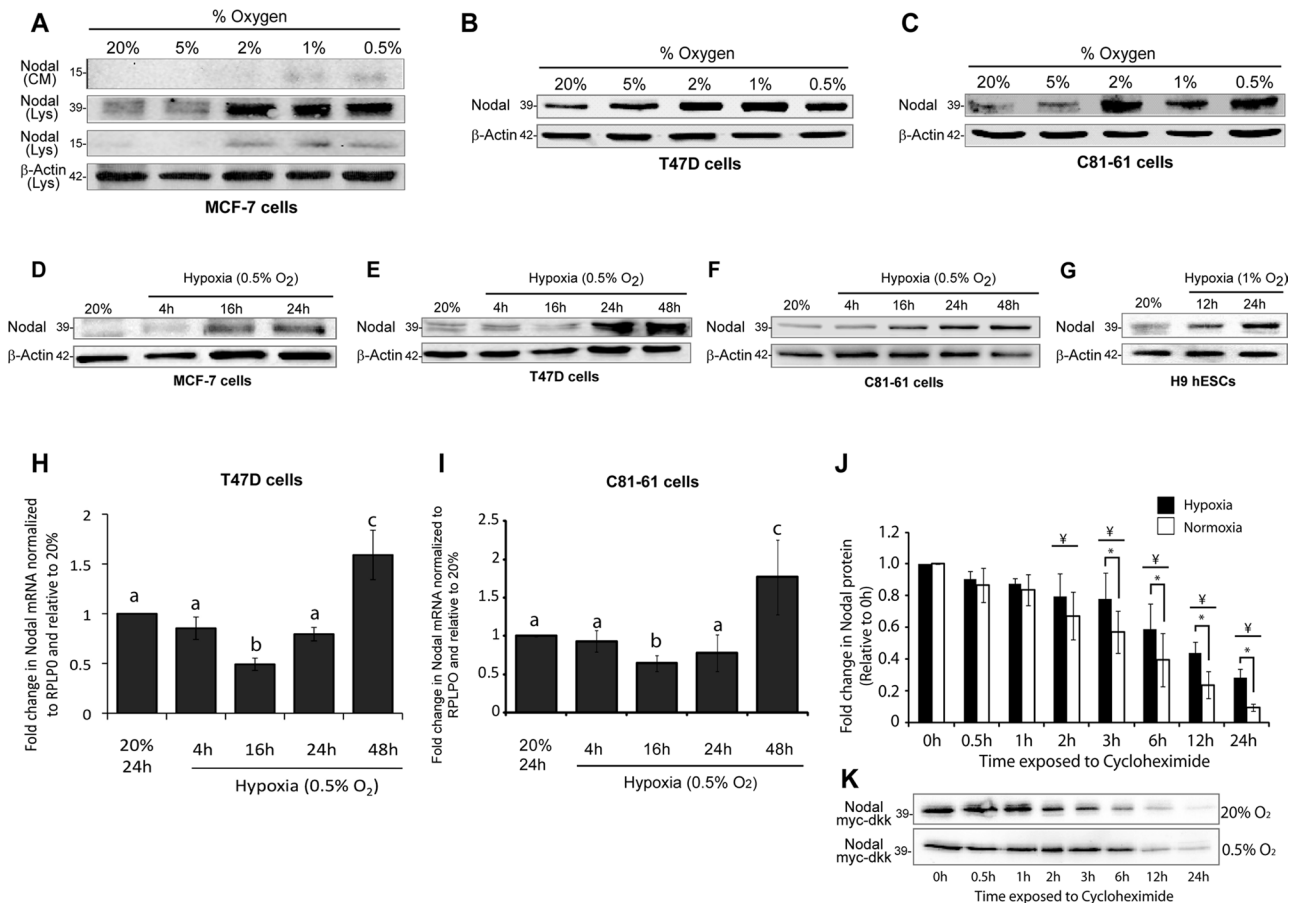 A
% Oxygen
20% 5% 2% 1% 0.5%
Nodal
(CM)
15-
Nodal
(Lys)
39-
Nodal
(Lys)
15-
β-Actin
(Lys)
42-
MCF-7 cells
B
% Oxygen
20% 5% 2% 1% 0.5%
Nodal 39-
β-Actin 42-
T47D cells
C
% Oxygen
20% 5% 2% 1% 0.5%
Nodal 39-
β-Actin 42-
C81-61 cells
D
Hypoxia (0.5% O2)
20% 4h 16h 24h
Nodal 39-
β-Actin 42-
MCF-7 cells
E
Hypoxia (0.5% O2)
20% 4h 16h 24h 48h
Nodal 39-
β-Actin 42-
T47D cells
F
Hypoxia (0.5% O2)
20% 4h 16h 24h 48h
Nodal 39-
β-Actin 42-
C81-61 cells
G
Hypoxia (1% O2)
20% 12h 24h
Nodal 39-
β-Actin 42-
H9 hESCs
H
T47D cells
Fold change in Nodal mRNA normalized
to RPLP0 and relative to 20%
2
1.5
1
0.5
0
a a b a c
20% 4h 16h 24h 48h
24h
Hypoxia (0.5% O2)
I
C81-61 cells
Fold change in Nodal mRNA normalized to
RPLPO and relative to 20%
2.5
2
1.5
1
0.5
0
a a b a c
20% 4h 16h 24h 48h
24h
Hypoxia (0.5% O2)
J
Hypoxia
Normoxia
Fold change in Nodal protein
(Relative to 0h)
1.2
1.0
0.8
0.6
0.4
0.2
0
¥ ¥ ¥ ¥ ¥
* * * *
0h 0.5h 1h 2h 3h 6h 12h 24h
Time exposed to Cycloheximide
K
Nodal
myc-dkk
39-
20% O2
Nodal
myc-dkk
39-
0.5% O2
0h 0.5h 1h 2h 3h 6h 12h 24h
Time exposed to Cycloheximide